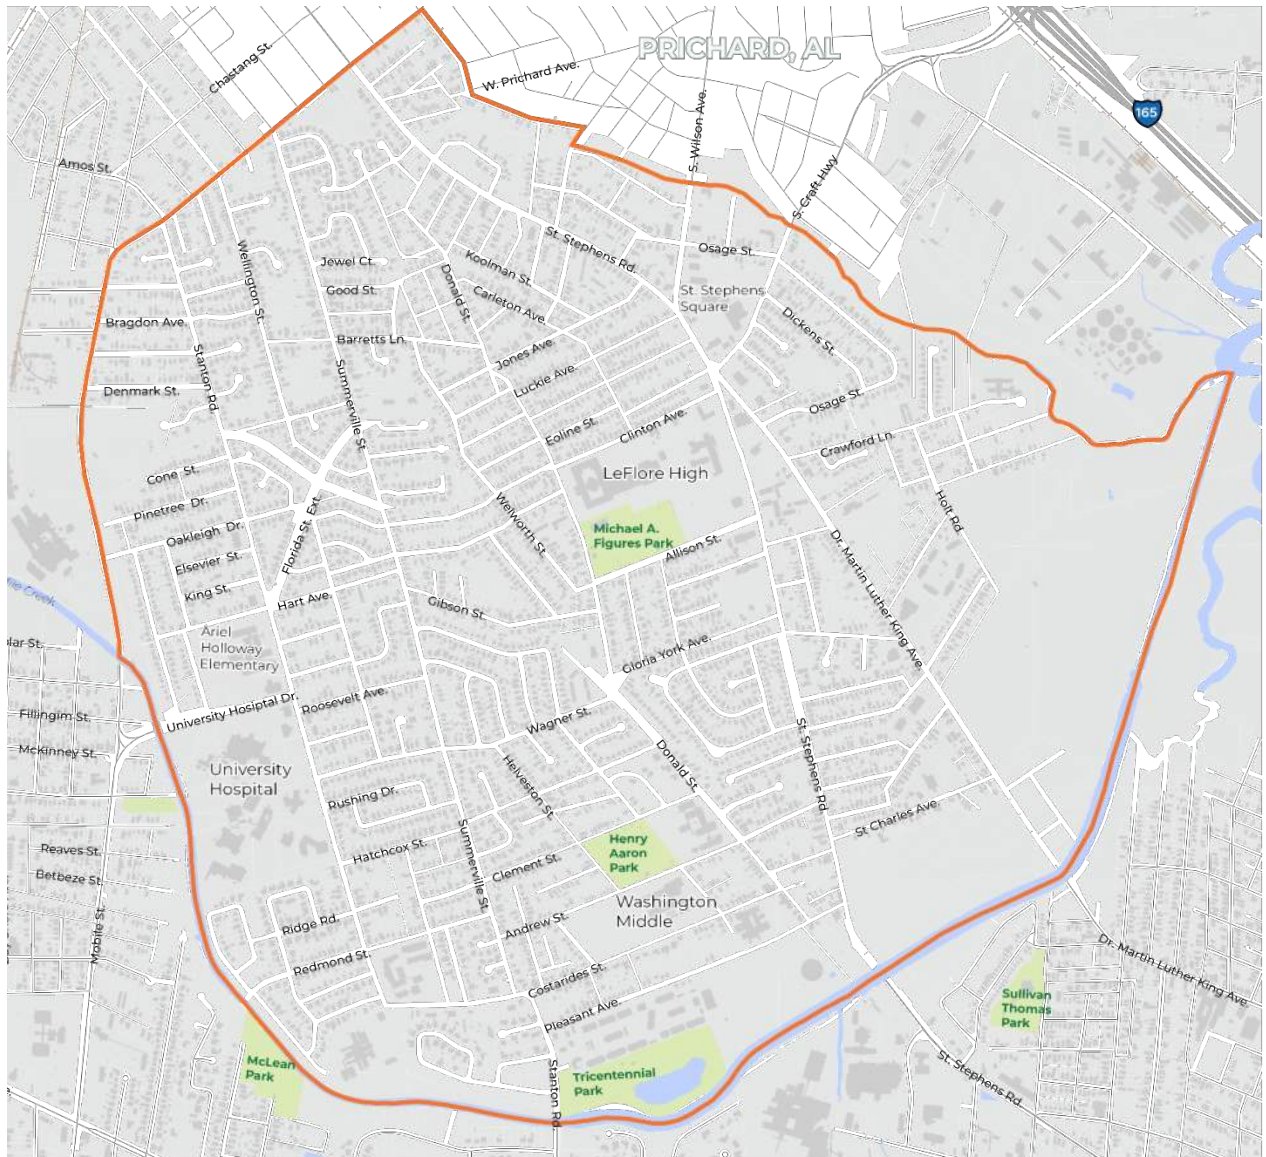 PRICHARD, AL
Chastang St.
W. Prichard Ave.
165
S. Wilson Ave.
Amos St.
S. Craft Hwy
Wellington St.
St. Stephens Rd.
Osage St.
Jewel Ct.
Koolman St.
Donald St.
Good St.
Carleton Ave.
St. Stephens
Square
Bragdon Ave.
Dickens St.
Barretts Ln.
Jones Ave.
Stanton Rd.
Luckie Ave.
Denmark St.
Summerville St.
Osage St.
Eoline St.
Clinton Ave.
Crawford Ln.
Cone St.
LeFlore High
Pinetree Dr.
Welworth St.
Holt Rd.
Florida St. Ext.
Oakleigh Dr.
Michael A.
Figures Park
Allison St.
Elsevier St.
Dr. Martin Luther King Ave.
King St.
Hart Ave.
Gibson St.
Creek
lar St.
Ariel
Holloway
Elementary
Gloria York Ave.
University Hosiptal Dr.
Roosevelt Ave.
Fillingim St.
Wagner St.
McKinney St.
St. Stephens Rd.
Donald St.
University
Hospital
Helveston St.
Rushing Dr.
St Charles Ave.
Summerville St.
Reaves St.
Hatchcox St.
Henry
Aaron
Park
Clement St.
Betbeze St.
Washington
Middle
Ridge Rd.
Andrew St.
Mobile St.
Dr. Martin Luther King Ave
Redmond St.
Costarides St.
Sullivan
Thomas
Park
Pleasant Ave.
McLean
Park
Stanton Rd.
Tricentennial
Park
St. Stephens Rd.